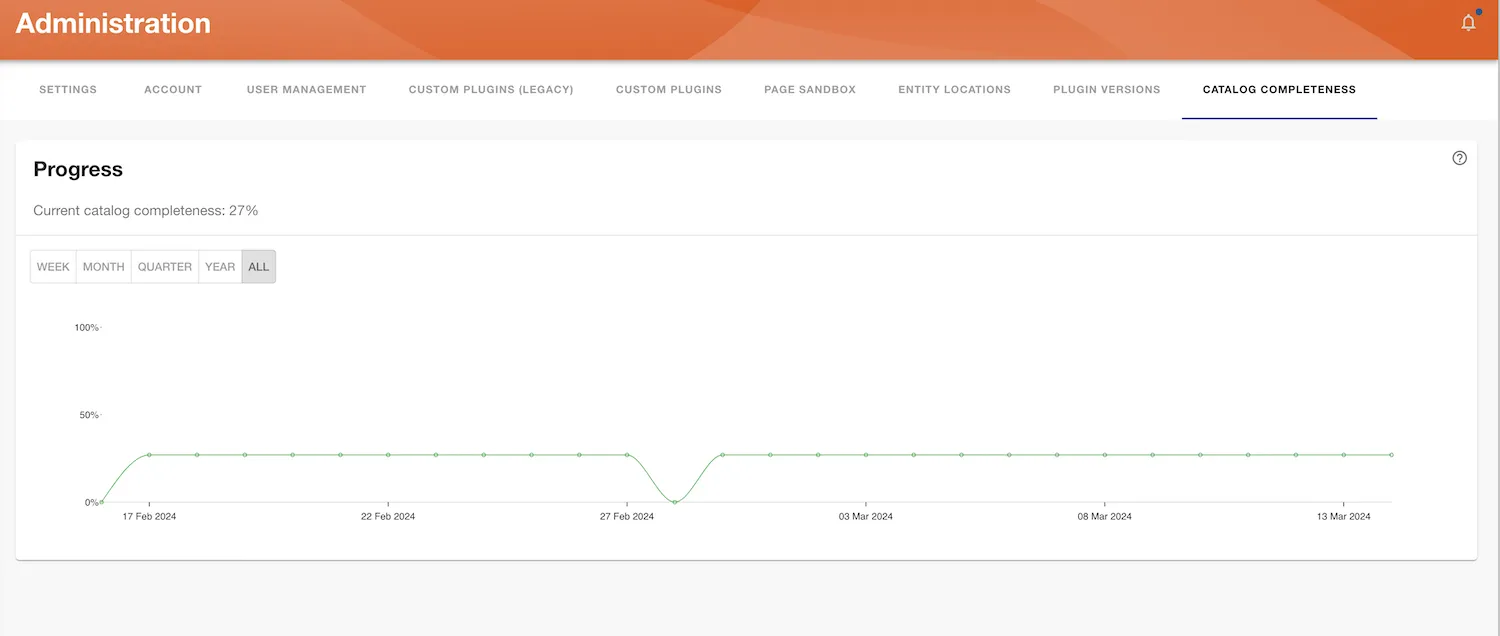 Administration
SETTINGS ACCOUNT USER MANAGEMENT CUSTOM PLUGINS (LEGACY) CUSTOM PLUGINS PAGE SANDBOX ENTITY LOCATIONS PLUGIN VERSIONS CATALOG COMPLETENESS
Progress
Current catalog completeness: 27%
WEEK MONTH QUARTER YEAR ALL
100%
50%
0%
17 Feb 2024 22 Feb 2024 27 Feb 2024 03 Mar 2024 08 Mar 2024 13 Mar 2024